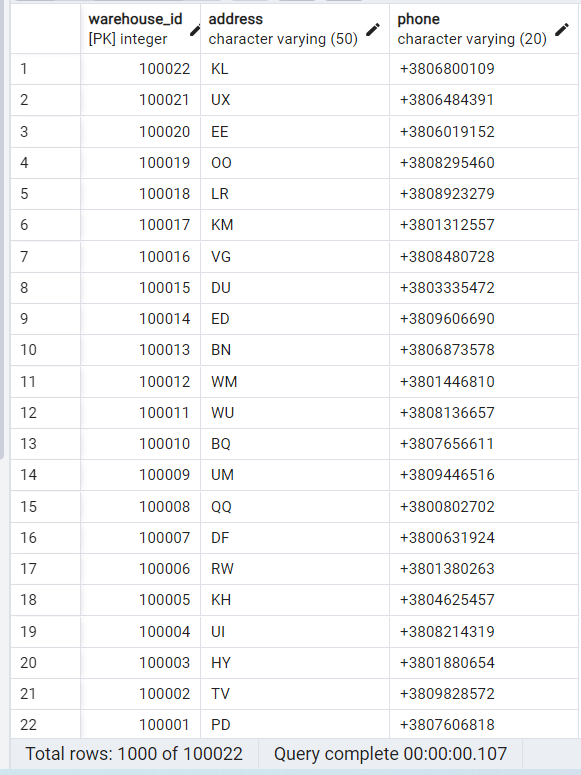 warehouse_id address phone
[PK] integer character varying (50) character varying (20)
1 100022 KL +3806800109
2 100021 UX +3806484391
3 100020 EE +3806019152
4 100019 OO +3808295460
5 100018 LR +3808923279
6 100017 KM +3801312557
7 100016 VG +3808480728
8 100015 DU +3803335472
9 100014 ED +3809606690
10 100013 BN +3806873578
11 100012 WM +3801446810
12 100011 WU +3808136657
13 100010 BQ +3807656611
14 100009 UM +3809446516
15 100008 QQ +3800802702
16 100007 DF +3800631924
17 100006 RW +3801380263
18 100005 KH +3804625457
19 100004 UI +3808214319
20 100003 HY +3801880654
21 100002 TV +3809828572
22 100001 PD +3807606818
Total rows: 1000 of 100022 Query complete 00:00:00.107